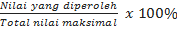 Nilai yang diperoleh
Total nilai maksimal
x 100%